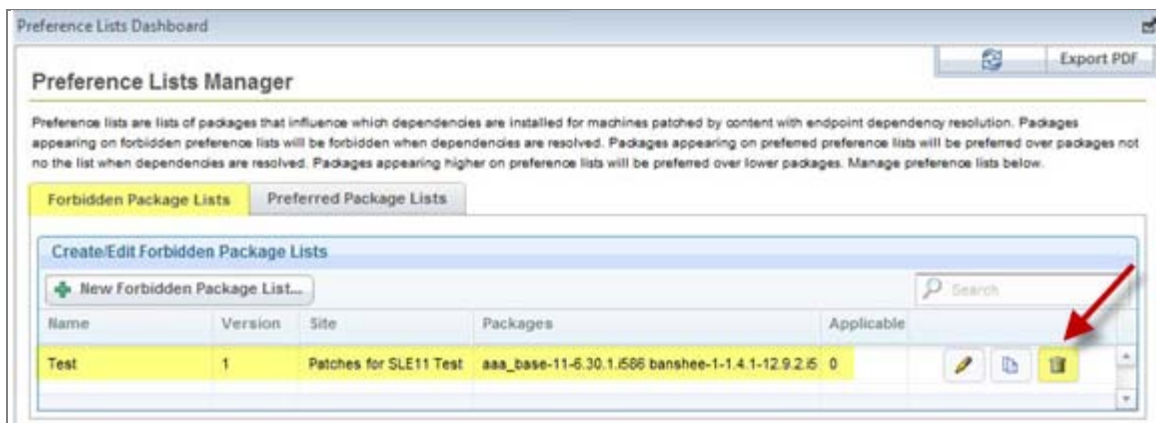 Preference Lists Dashboard
Export PDF
Preference Lists Manager
Preference lists are lists of packages that influence which dependencies are installed for machines patched by content with endpoint dependency resolution. Packages
appearing on forbidden preference lists will be forbidden when dependencies are resolved. Packages appearing on preferred preference lists will be preferred over packages not
no the list when dependencies are resolved. Packages appearing higher on preference lists will be preferred over lower packages. Manage preference lists below.
Forbidden Package Lists Preferred Package Lists
Create/Edit Forbidden Package Lists
New Forbidden Package List... Search
Name Version Site Packages Applicable
Test 1 Patches for SLE11 Test aaa_base-11-6.30.1.i586 banshee-1-1.4.1-12.9.2.i5 0